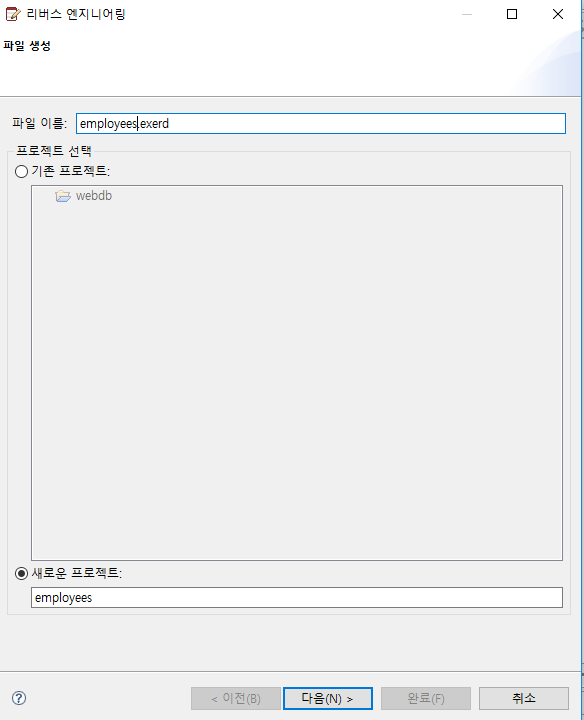 리버스 엔지니어링
파일 생성
파일 이름: employees.exerd
프로젝트 선택
기존 프로젝트:
webdb
새로운 프로젝트:
employees
? < 이전(B) 다음(N) > 완료(F) 취소